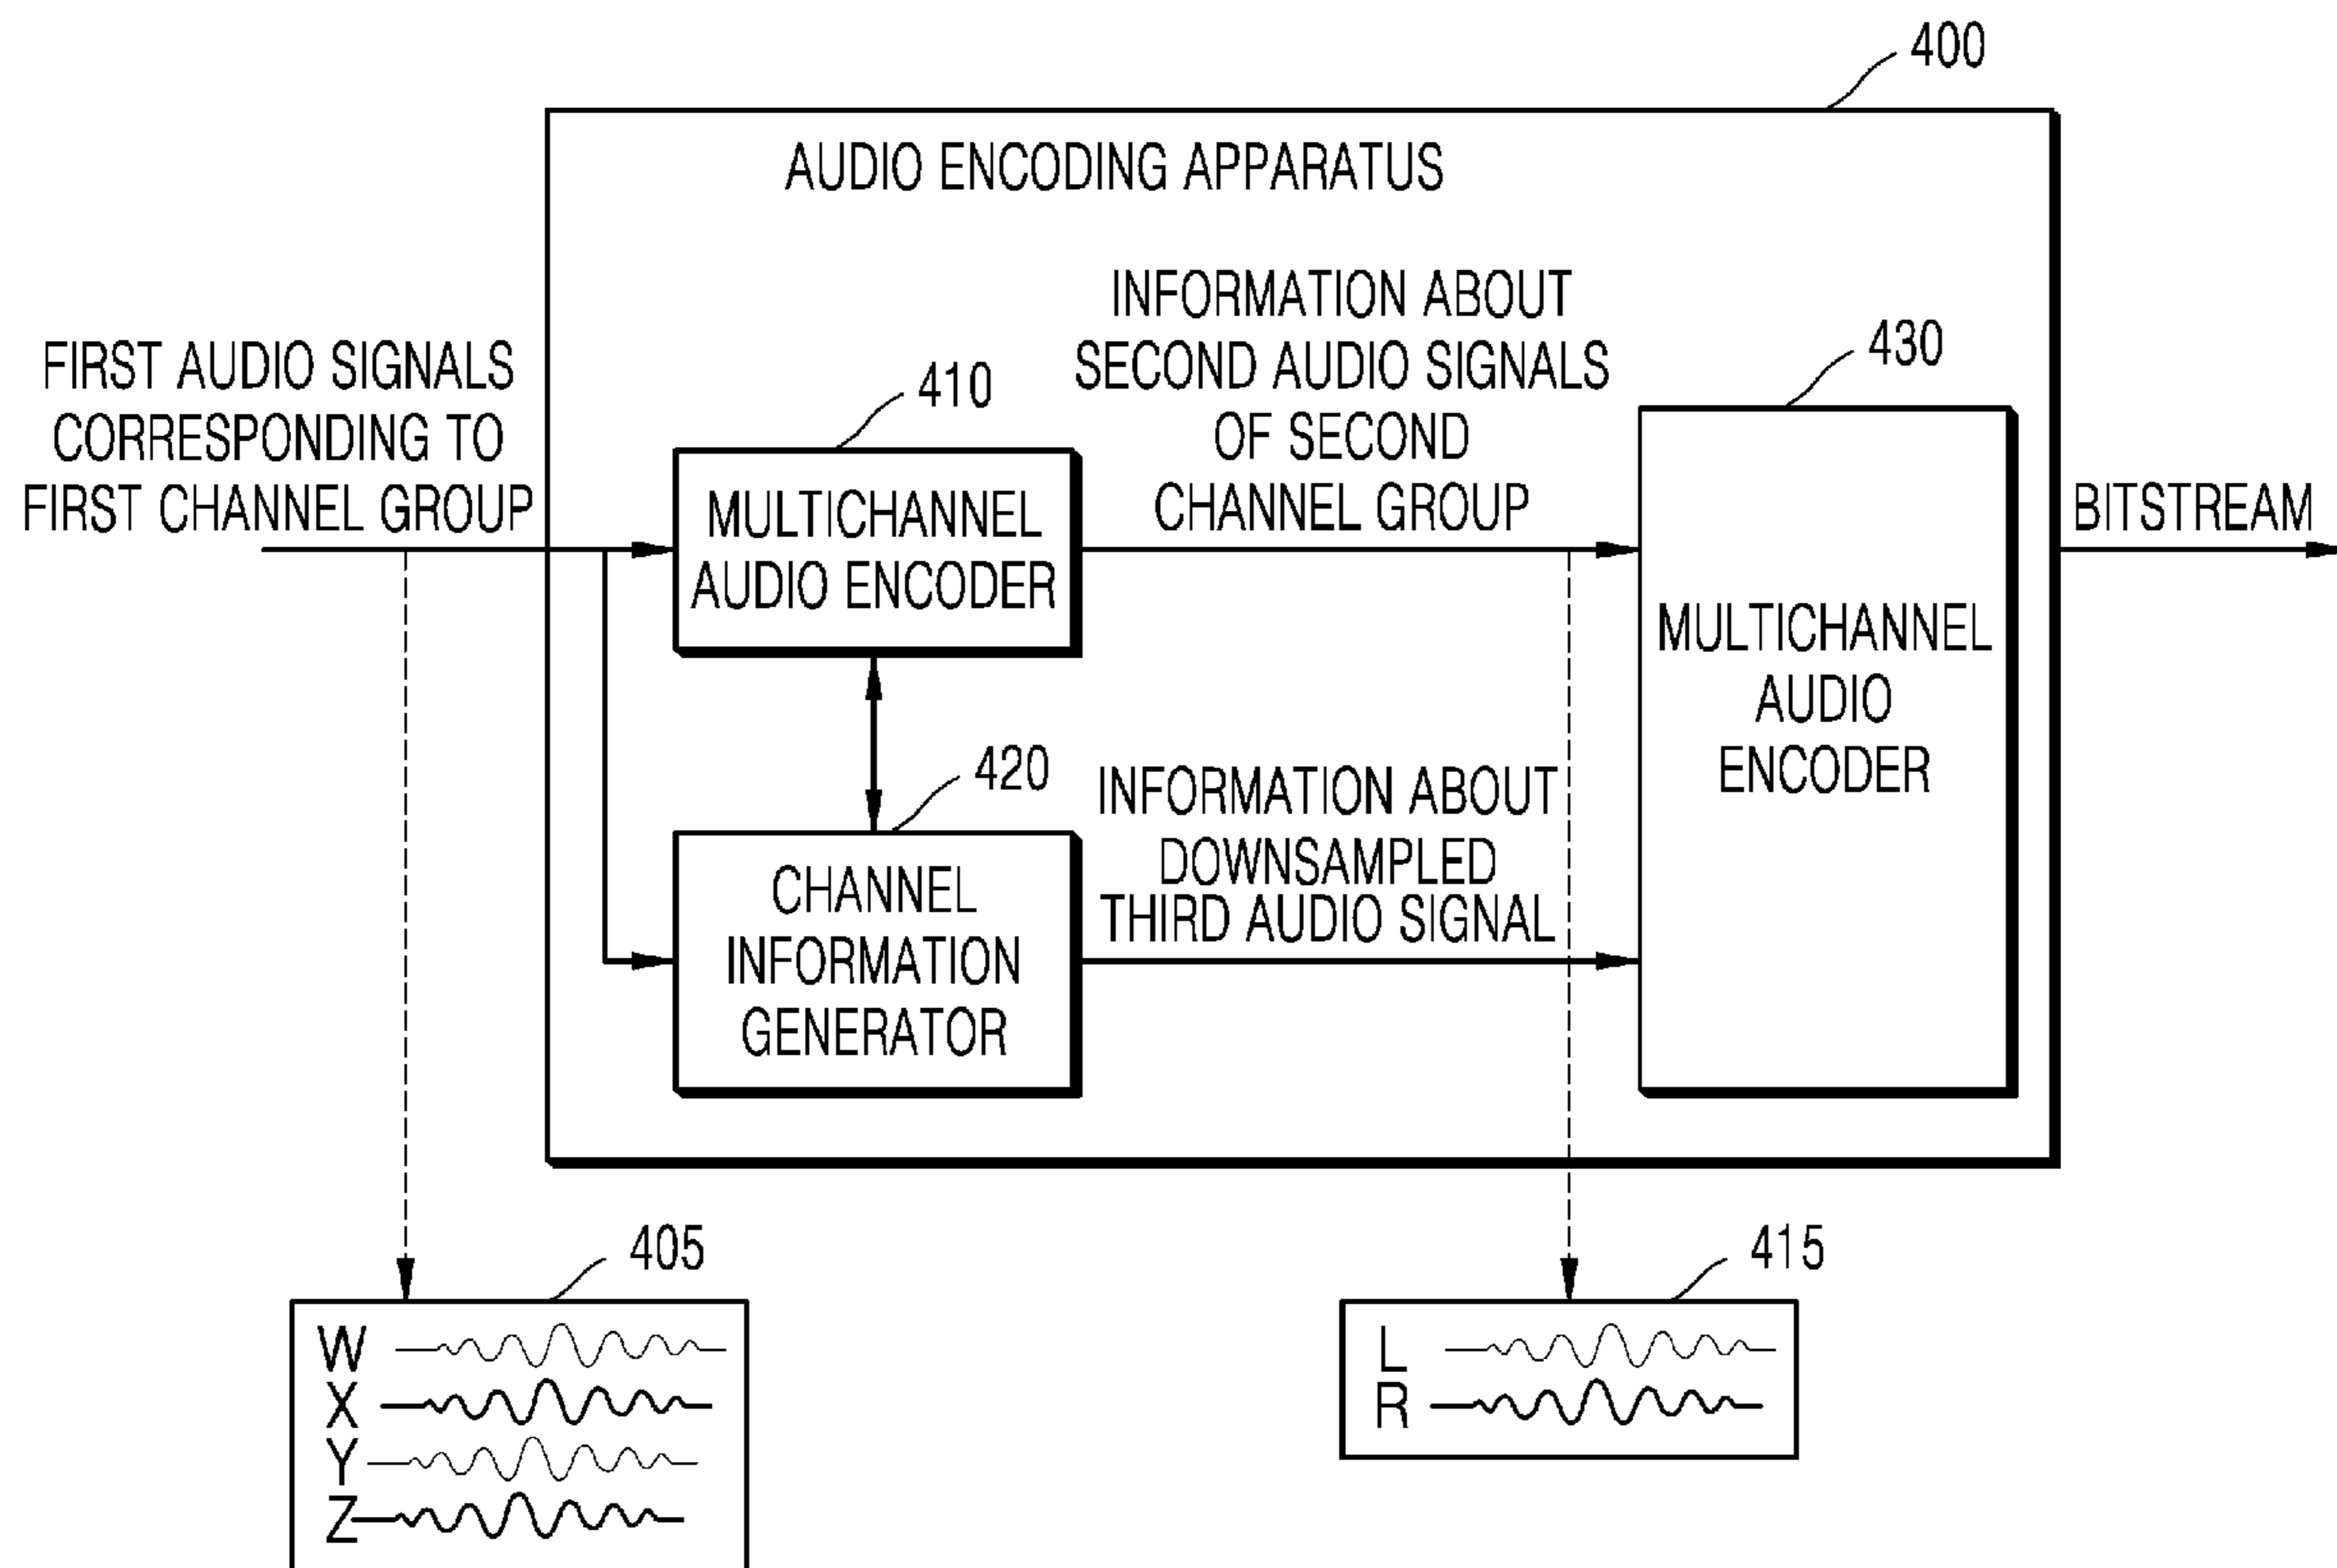 400
AUDIO ENCODING APPARATUS
INFORMATION ABOUT
SECOND AUDIO SIGNALS
OF SECOND
CHANNEL GROUP
430
FIRST AUDIO SIGNALS
CORRESPONDING TO
FIRST CHANNEL GROUP
410
MULTICHANNEL
AUDIO ENCODER
BITSTREAM
MULTICHANNEL
AUDIO
ENCODER
420
CHANNEL
INFORMATION
GENERATOR
INFORMATION ABOUT
DOWNSAMPLED
THIRD AUDIO SIGNAL
405
W
X
Y
Z
415
L
R